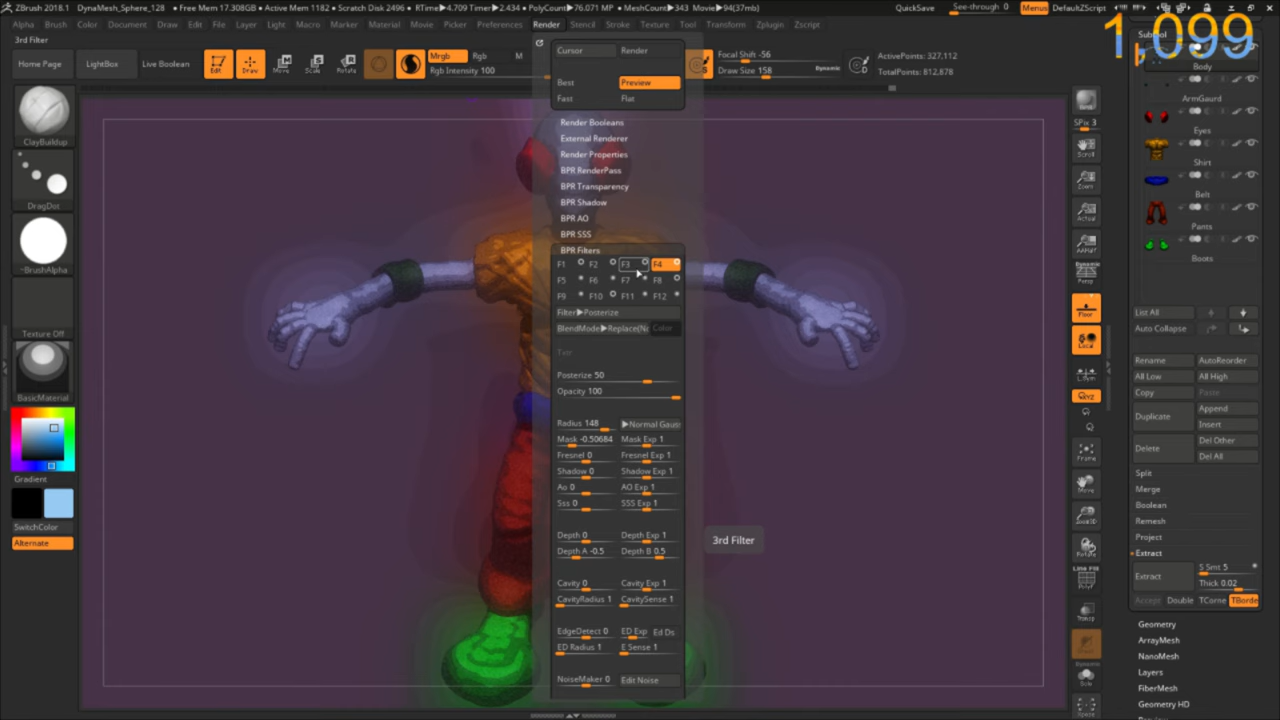 ZBrush 2018.1 DynaMesh_Sphere_128 • Free Mem 17.308GB • Active Mem 1182 • Scratch Disk 2496 • RTime▶4.709 Timer▶2.434 • PolyCount▶76.071 MP • MeshCount▶343 Movie▶94(37mb) QuickSave See-through 0 Menus DefaultZScript
Alpha Brush Color Document Draw Edit File Layer Light Macro Marker Material Movie Picker Preferences Render Stencil Stroke Texture Tool Transform Zplugin Zscript
1,099
3rd Filter
Home Page LightBox Live Boolean Edit Draw Move Scale Rotate Mrgb Rgb M
Rgb Intensity 100
Focal Shift -56
Draw Size 158 Dynamic
ActivePoints: 327,112
TotalPoints: 812,878
ClayBuildup
DragDot
~BrushAlpha
Texture Off
BasicMaterial
Gradient
SwitchColor
Alternate
Cursor Render
Best Preview
Fast Flat
Render Booleans
External Renderer
Render Properties
BPR RenderPass
BPR Transparency
BPR Shadow
BPR AO
BPR SSS
BPR Filters
F1 F2 F3 F4
F5 F6 F7 F8
F9 F10 F11 F12
Filter▶Posterize
BlendMode▶Replace(No Color
Txtr
Posterize 50
Opacity 100
Radius 148 ▶Normal Gauss
Mask -0.50684 Mask Exp 1
Fresnel 0 Fresnel Exp 1
Shadow 0 Shadow Exp 1
Ao 0 AO Exp 1
Sss 0 SSS Exp 1
Depth 0 Depth Exp 1
Depth A -0.5 Depth B 0.5
Cavity 0 Cavity Exp 1
CavityRadius 1 CavitySense 1
EdgeDetect 0 ED Exp Ed Ds
ED Radius 1 E Sense 1
NoiseMaker 0 Edit Noise
3rd Filter
SPix 3
Scroll
Zoom
Actual
AAHalf
Persp
Floor
Local
L.Sym
Xyz
Frame
Move
Rotate
Line Fill
Transp
Solo
Xpose
Subtool
Body
ArmGaurd
Eyes
Shirt
Belt
Pants
Boots
List All
Auto Collapse
Rename AutoReorder
All Low All High
Copy Paste
Duplicate Append
Insert
Delete Del Other
Del All
Split
Merge
Boolean
Remesh
Project
Extract
Extract S Smt 5
Thick 0.02
Accept Double TCorne TBorde
Geometry
ArrayMesh
NanoMesh
Layers
FiberMesh
Geometry HD